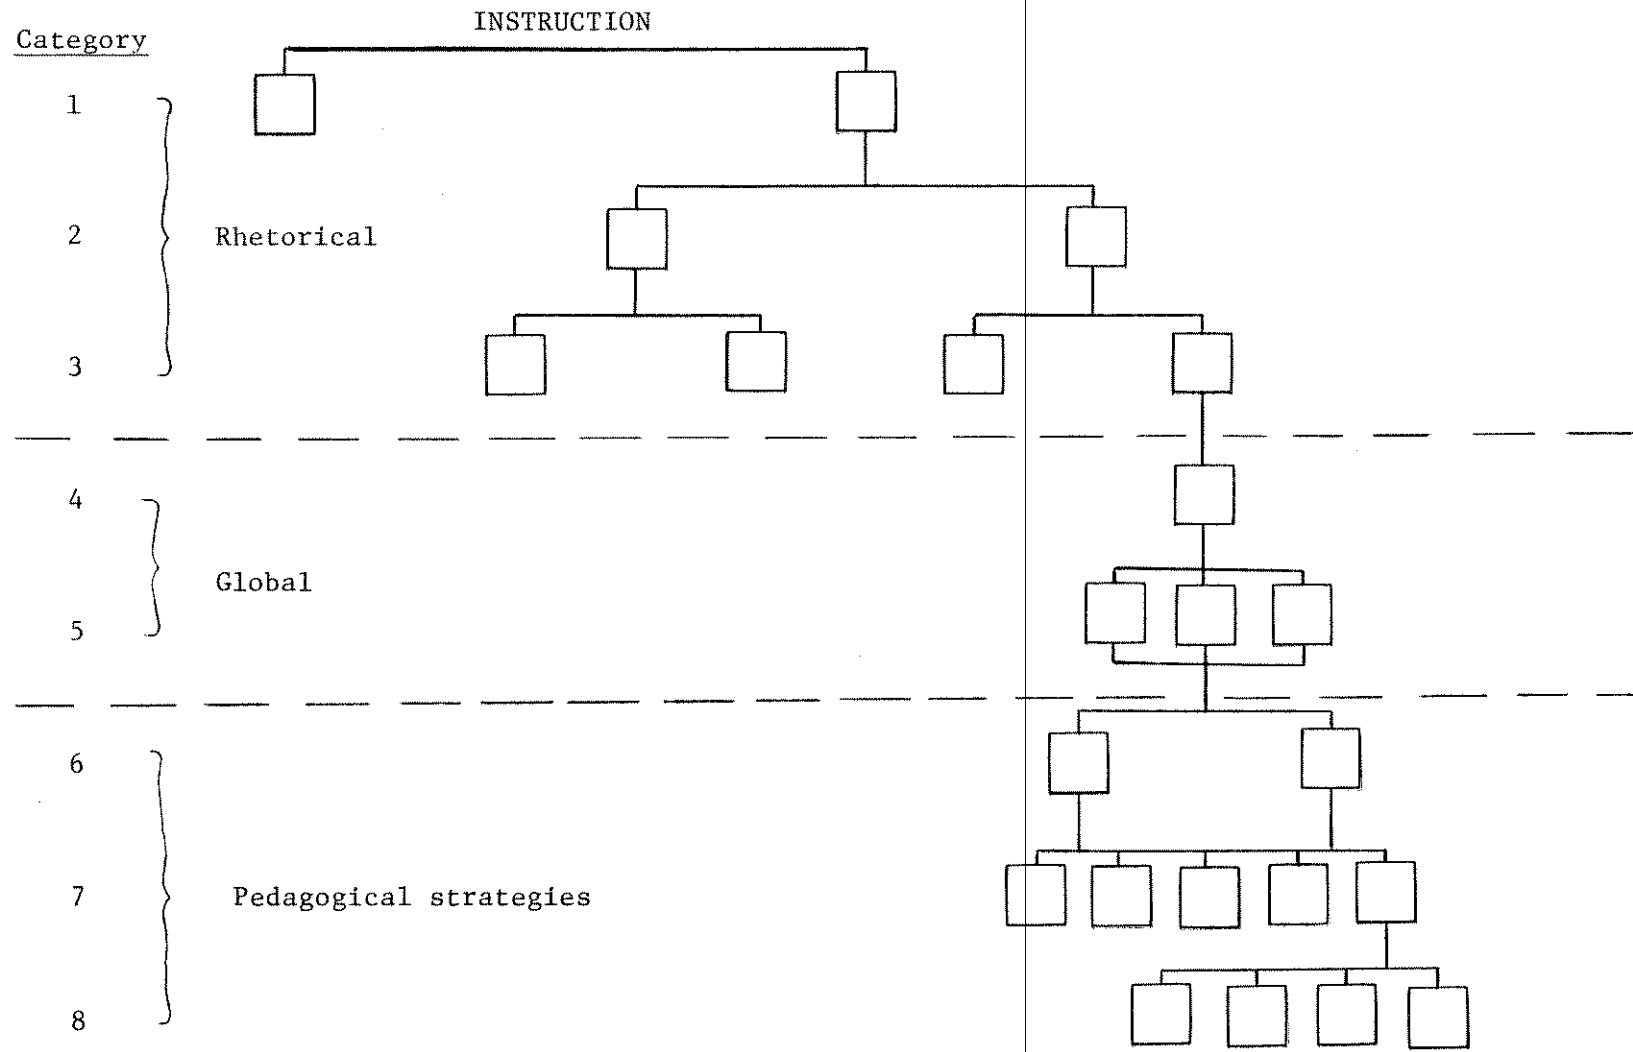 INSTRUCTION
Category
1
2 Rhetorical
3
4
Global
5
6
7 Pedagogical strategies
8